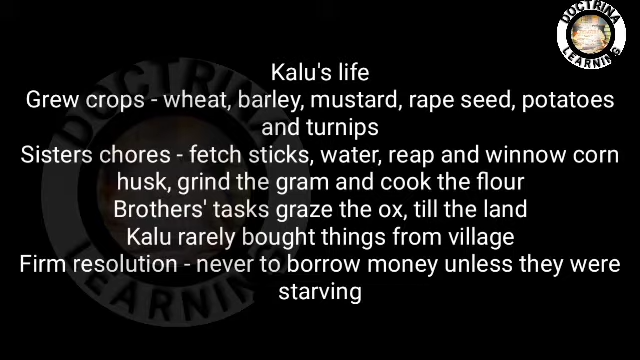 DOCTRINA
LEARNING
Kalu's life
Grew crops - wheat, barley, mustard, rape seed, potatoes
and turnips
Sisters chores - fetch sticks, water, reap and winnow corn
husk, grind the gram and cook the flour
Brothers' tasks graze the ox, till the land
Kalu rarely bought things from village
Firm resolution - never to borrow money unless they were
starving
DOCTRINA
LEARNING